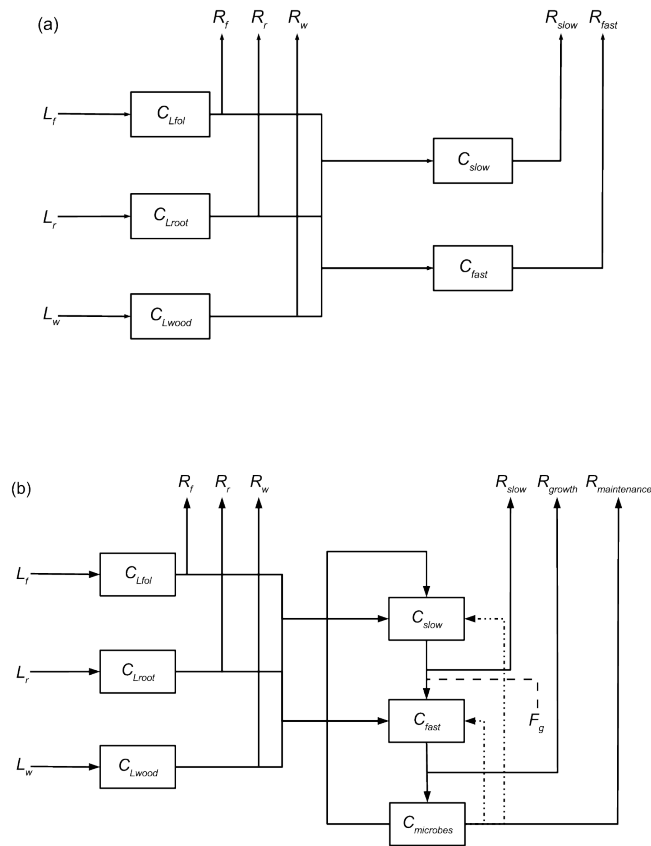 (a)
R_f R_r R_w R_slow R_fast
L_f C_Lfol
C_slow
L_r C_Lroot
C_fast
L_w C_Lwood
(b)
R_f R_r R_w R_slow R_growth R_maintenance
L_f C_Lfol
C_slow
L_r C_Lroot
C_fast F_g
L_w C_Lwood
C_microbes